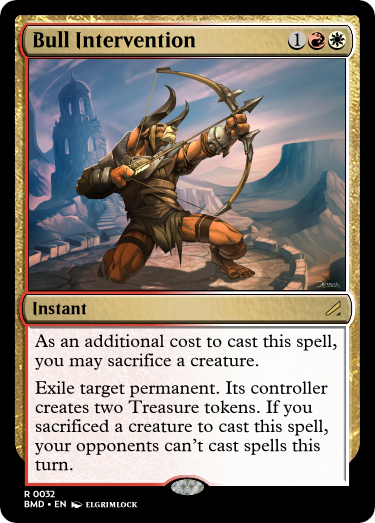 Bull Intervention 1
Instant
As an additional cost to cast this spell,
you may sacrifice a creature.
Exile target permanent. Its controller
creates two Treasure tokens. If you
sacrificed a creature to cast this spell,
your opponents can't cast spells this
turn.
R 0032
BMD • EN ELGRIMLOCK